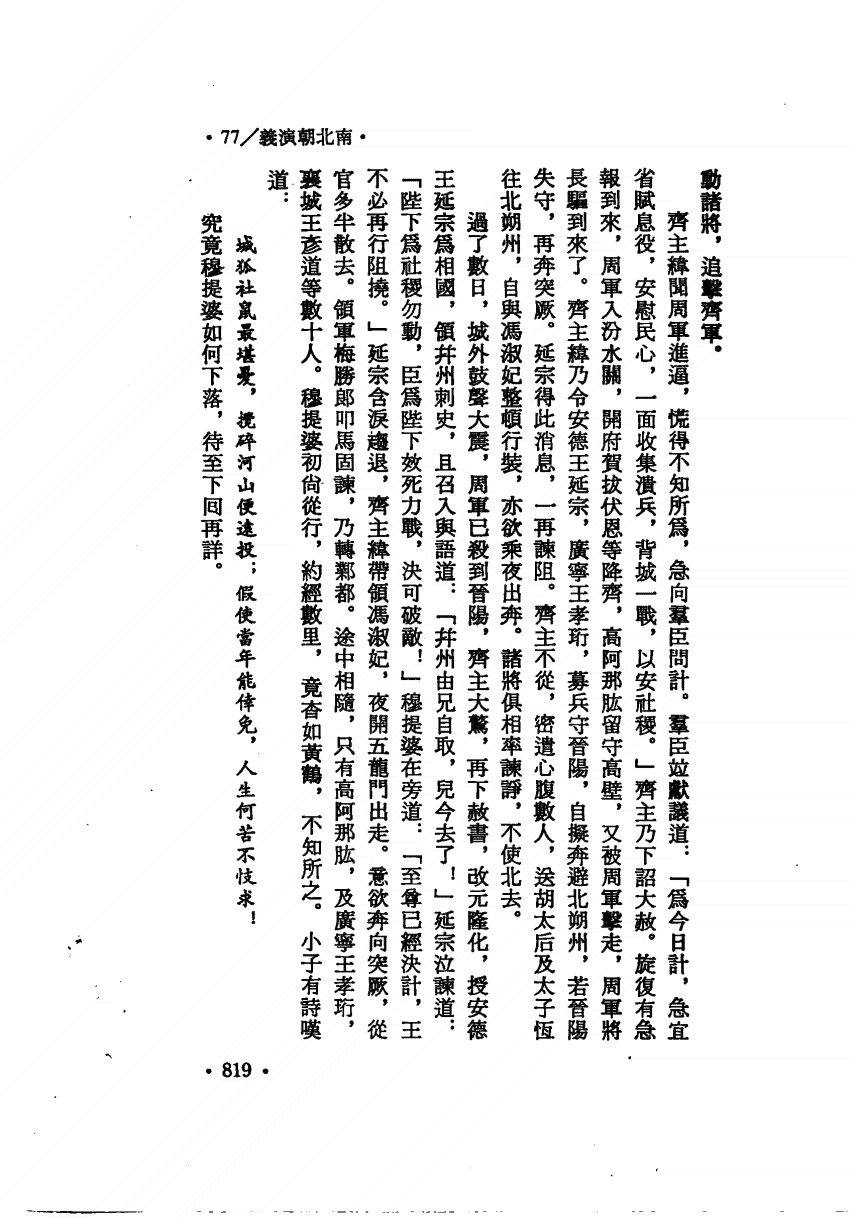 •77/義演朝北南•
動諸將，追擊齊軍。
齊主緯聞周軍進逼，慌得不知所爲，急向羣臣問計。羣臣竝獻議道：「爲今日計，急宜
省賦息役，安慰民心，一面收集潰兵，背城一戰，以安社稷。」齊主乃下詔大赦。旋復有急
報到來，周軍入汾水關，開府賀拔伏恩等降齊，高阿那肱留守高壁，又被周軍擊走，周軍將
長驅到來了。齊主緯乃令安德王延宗，廣寧王孝珩，募兵守晉陽，自擬奔避北朔州，若晉陽
失守，再奔突厥。延宗得此消息，一再諫阻。齊主不從，密遣心腹數人，送胡太后及太子恆
往北朔州，自與馮淑妃整頓行裝，亦欲乘夜出奔。諸將俱相率諫諍，不使北去。
過了數日，城外鼓聲大震，周軍已殺到晉陽，齊主大驚，再下赦書，改元隆化，授安德
王延宗爲相國，領幷州刺史，且召入與語道：「幷州由兄自取，兒今去了！」延宗泣諫道：
「陛下爲社稷勿動，臣爲陛下效死力戰，決可破敵！」穆提婆在旁道：「至尊已經決計，王
不必再行阻撓。」延宗含淚趨退，齊主緯帶領馮淑妃，夜開五龍門出走。意欲奔向突厥，從
官多半散去。領軍梅勝郎叩馬固諫，乃轉鄴都。途中相隨，只有高阿那肱，及廣寧王孝珩，
襄城王彥道等數十人。穆提婆初尙從行，約經數里，竟杳如黃鶴，不知所之。小子有詩嘆
道：
城狐社鼠最堪憂，攪碎河山便遠投；假使當年能倖免，人生何苦不忮求！
究竟穆提婆如何下落，待至下回再詳。
•819•